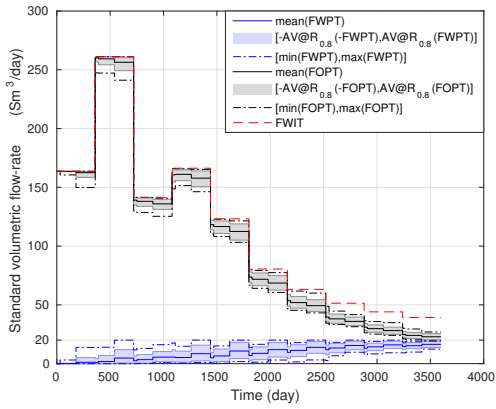 Standard volumetric flow-rate (Sm³/day)
300
250
200
150
100
50
20
0
mean(FWPT)
[-AV@R₀.₈(-FWPT),AV@R₀.₈(FWPT)]
[min(FWPT),max(FWPT)]
mean(FOPT)
[-AV@R₀.₈(-FOPT),AV@R₀.₈(FOPT)]
[min(FOPT),max(FOPT)]
FWIT
0 500 1000 1500 2000 2500 3000 3500 4000
Time (day)